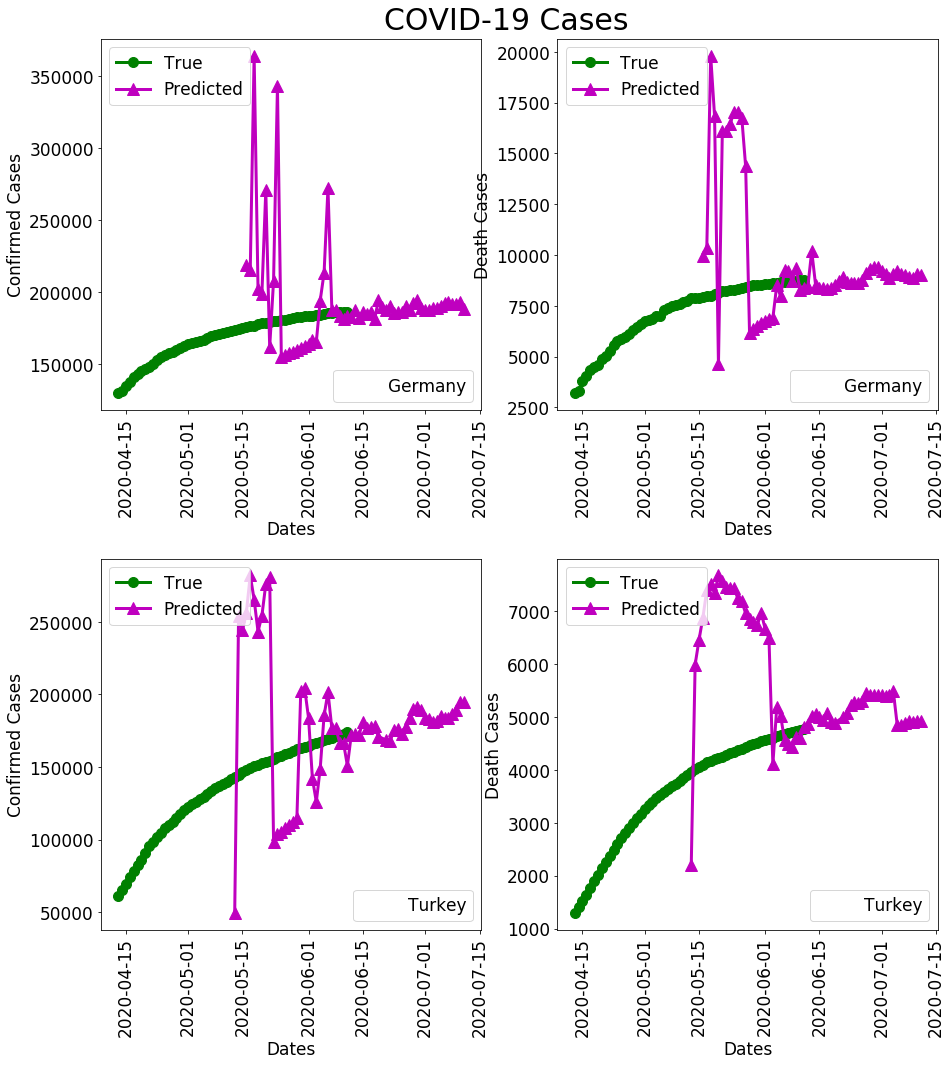 COVID-19 Cases
True
Predicted
350000
300000
250000
200000
150000
Confirmed Cases
Germany
2020-04-15
2020-05-01
2020-05-15
2020-06-01
2020-06-15
2020-07-01
2020-07-15
Dates
True
Predicted
20000
17500
15000
12500
10000
7500
5000
2500
Death Cases
Germany
2020-04-15
2020-05-01
2020-05-15
2020-06-01
2020-06-15
2020-07-01
2020-07-15
Dates
True
Predicted
250000
200000
150000
100000
50000
Confirmed Cases
Turkey
2020-04-15
2020-05-01
2020-05-15
2020-06-01
2020-06-15
2020-07-01
2020-07-15
Dates
True
Predicted
7000
6000
5000
4000
3000
2000
1000
Death Cases
Turkey
2020-04-15
2020-05-01
2020-05-15
2020-06-01
2020-06-15
2020-07-01
2020-07-15
Dates